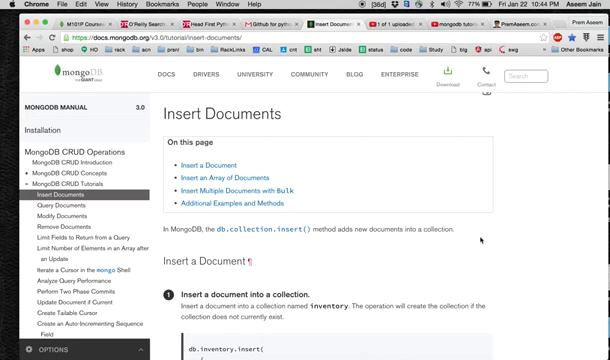 Chrome File Edit View History Bookmarks People Window Help [36d] 77% Fri Jan 22 10:44 PM Aseem Jain
M101P Course O'Reilly Search Head First Pyth Github for pytho Insert Documen 1 of 1 uploaded mongodb tutoria PremAseem. Prem Aseem
https://docs.mongodb.org/v3.0/tutorial/insert-documents/
Apps shop HO rack bin RackLinks CAL cnt JSX status com code Study blg api swg Other Bookmarks
mongoDB DOCS DRIVERS UNIVERSITY COMMUNITY BLOG ENTERPRISE Download Contact Search
MONGODB MANUAL 3.0
Installation
MongoDB CRUD Operations
MongoDB CRUD Introduction
MongoDB CRUD Concepts
MongoDB CRUD Tutorials
Insert Documents
Query Documents
Modify Documents
Remove Documents
Limit Fields to Return from a Query
Limit Number of Elements in an Array after
an Update
Iterate a Cursor in the mongo Shell
Analyze Query Performance
Perform Two Phase Commits
Update Document if Current
Create Tailable Cursor
Create an Auto-Incrementing Sequence
Field
OPTIONS
Insert Documents
On this page
Insert a Document
Insert an Array of Documents
Insert Multiple Documents with Bulk
Additional Examples and Methods
In MongoDB, the db.collection.insert() method adds new documents into a collection.
Insert a Document ¶
1 Insert a document into a collection.
Insert a document into a collection named inventory. The operation will create the collection if the
collection does not currently exist.
db.inventory.insert(
{